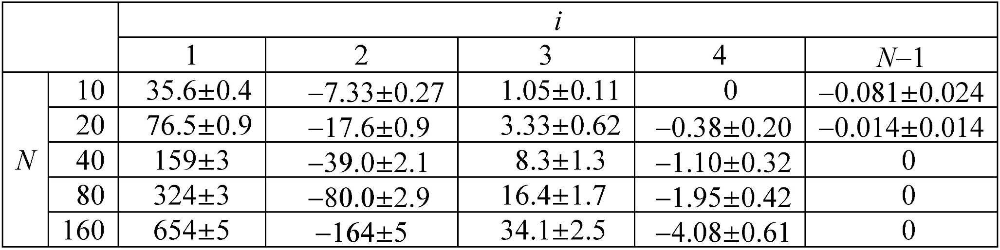 i
1 2 3 4 N–1
10 35.6±0.4 –7.33±0.27 1.05±0.11 0 –0.081±0.024
20 76.5±0.9 –17.6±0.9 3.33±0.62 –0.38±0.20 –0.014±0.014
N 40 159±3 –39.0±2.1 8.3±1.3 –1.10±0.32 0
80 324±3 –80.0±2.9 16.4±1.7 –1.95±0.42 0
160 654±5 –164±5 34.1±2.5 –4.08±0.61 0